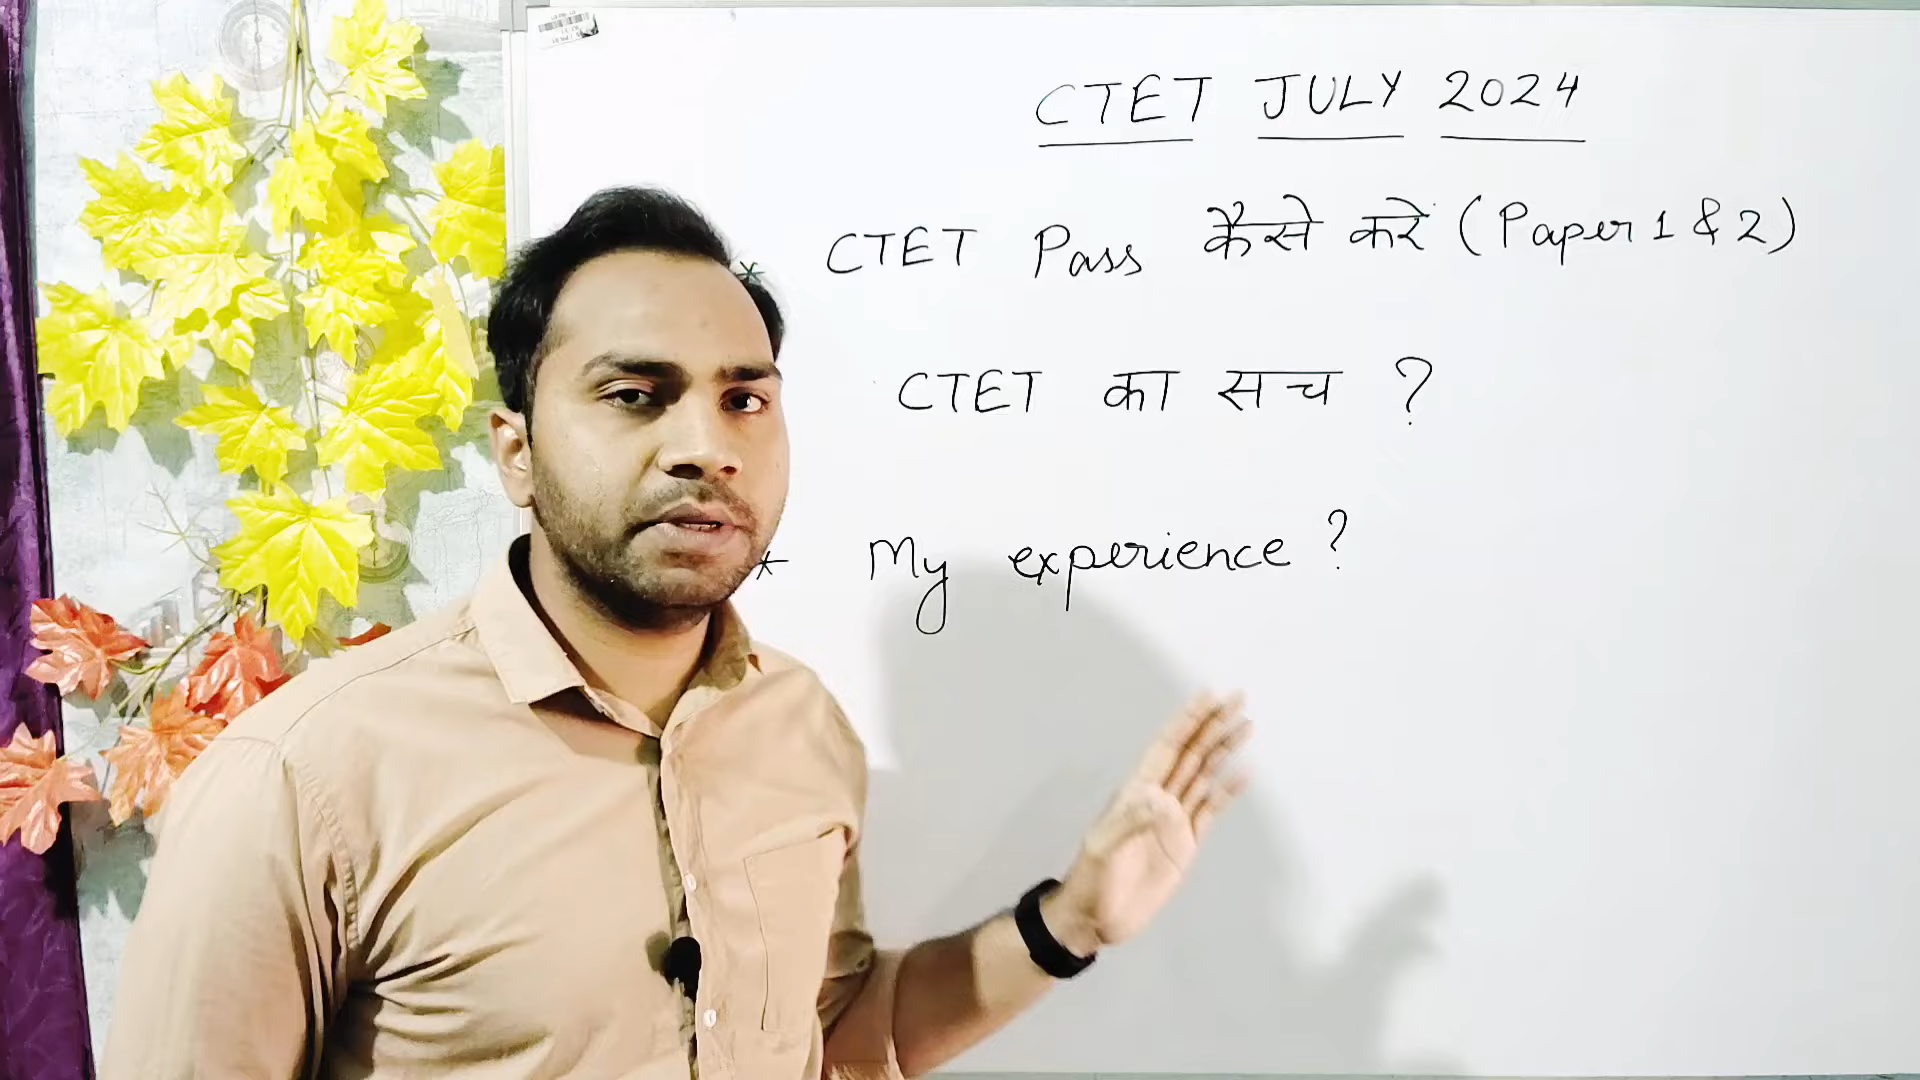 CTET JULY 2024
* CTET Pass कैसे करें (Paper 1 & 2)
CTET का सच ?
* My experience ?